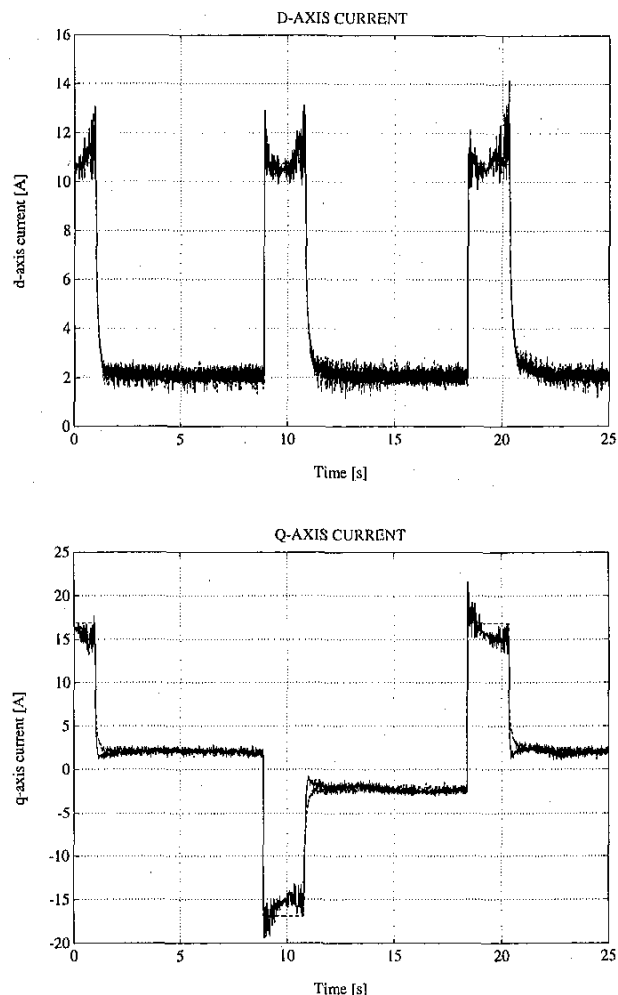 D-AXIS CURRENT
16
14
12
10
8
6
4
2
0
d-axis current [A]
0 5 10 15 20 25
Time [s]
Q-AXIS CURRENT
25
20
15
10
5
0
-5
-10
-15
-20
q-axis current [A]
0 5 10 15 20 25
Time [s]